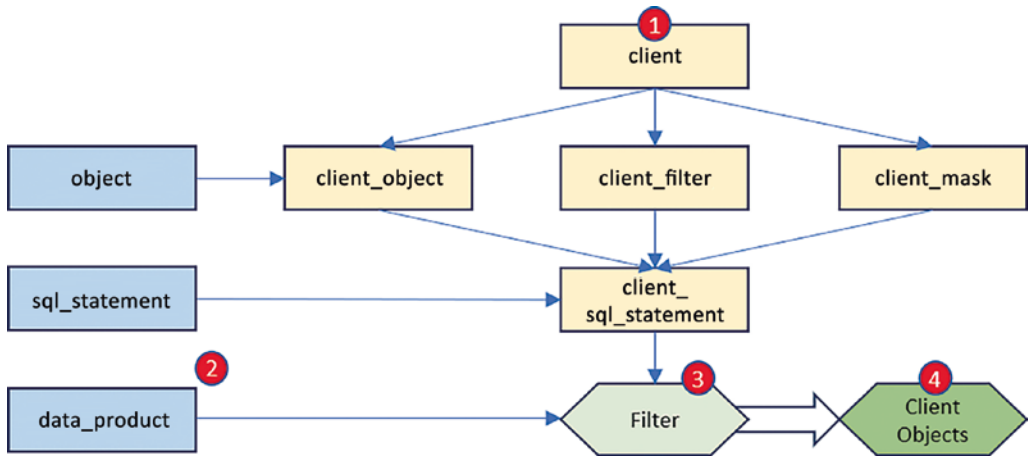 1
client
object
client_object
client_filter
client_mask
sql_statement
client_
sql_statement
2
3
4
data_product
Filter
Client
Objects